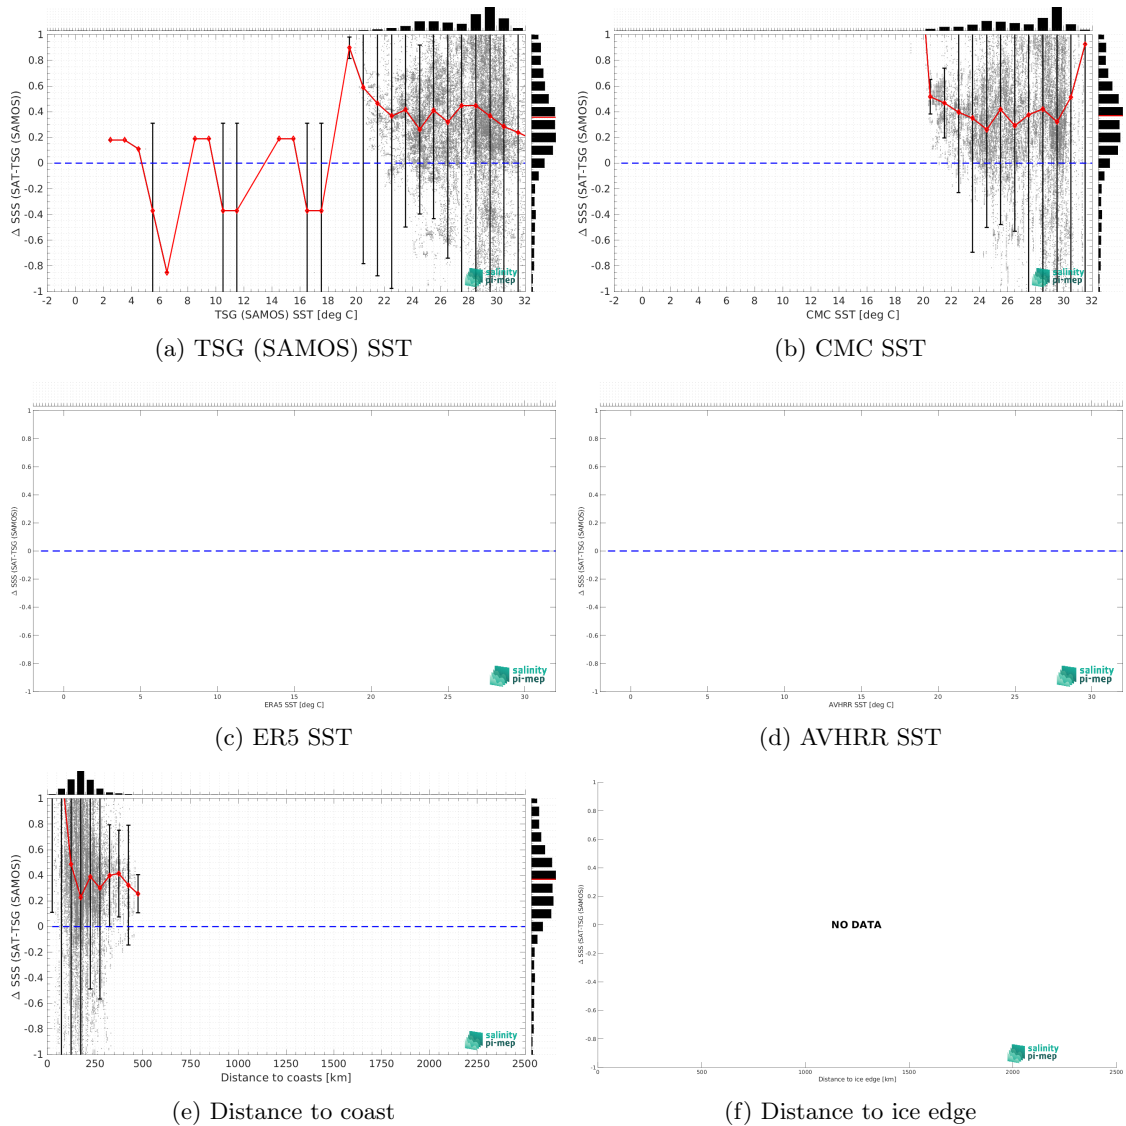 Δ SSS (SAT-TSG (SAMOS))
1
0.8
0.6
0.4
0.2
0
-0.2
-0.4
-0.6
-0.8
-1
salinity
pi-mep
-2 0 2 4 6 8 10 12 14 16 18 20 22 24 26 28 30 32
TSG (SAMOS) SST [deg C]
(a) TSG (SAMOS) SST
Δ SSS (SAT-TSG (SAMOS))
1
0.8
0.6
0.4
0.2
0
-0.2
-0.4
-0.6
-0.8
-1
salinity
pi-mep
-2 0 2 4 6 8 10 12 14 16 18 20 22 24 26 28 30 32
CMC SST [deg C]
(b) CMC SST
Δ SSS (SAT-TSG (SAMOS))
1
0.8
0.6
0.4
0.2
0
-0.2
-0.4
-0.6
-0.8
-1
salinity
pi-mep
0 5 10 15 20 25 30
ERA5 SST [deg C]
(c) ER5 SST
Δ SSS (SAT-TSG (SAMOS))
1
0.8
0.6
0.4
0.2
0
-0.2
-0.4
-0.6
-0.8
-1
salinity
pi-mep
0 5 10 15 20 25 30
AVHRR SST [deg C]
(d) AVHRR SST
Δ SSS (SAT-TSG (SAMOS))
1
0.8
0.6
0.4
0.2
0
-0.2
-0.4
-0.6
-0.8
-1
salinity
pi-mep
0 250 500 750 1000 1250 1500 1750 2000 2250 2500
Distance to coasts [km]
(e) Distance to coast
Δ SSS (SAT-TSG (SAMOS))
1
0.8
0.6
0.4
0.2
0
-0.2
-0.4
-0.6
-0.8
-1
NO DATA
salinity
pi-mep
0 500 1000 1500 2000 2500
Distance to ice edge [km]
(f) Distance to ice edge